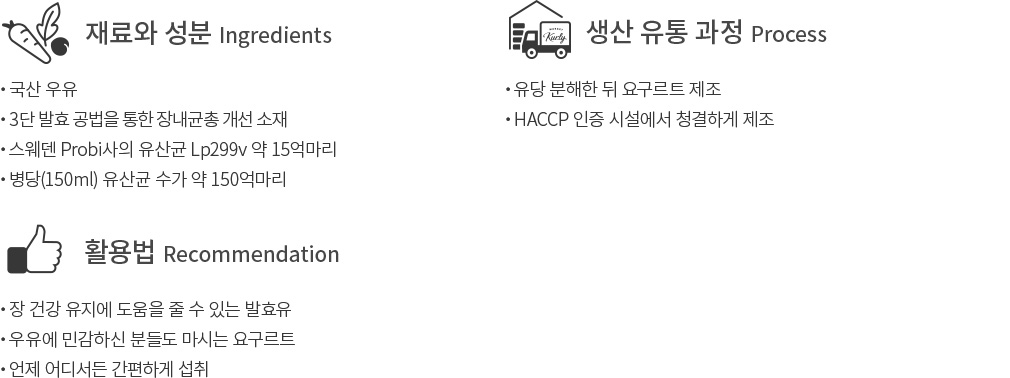 재료와 성분 Ingredients
• 국산 우유
• 3단 발효 공법을 통한 장내균총 개선 소재
• 스웨덴 Probi사의 유산균 Lp299v 약 15억마리
• 병당(150ml) 유산균 수가 약 150억마리
Kurly
생산 유통 과정 Process
• 유당 분해한 뒤 요구르트 제조
• HACCP 인증 시설에서 청결하게 제조
활용법 Recommendation
• 장 건강 유지에 도움을 줄 수 있는 발효유
• 우유에 민감하신 분들도 마시는 요구르트
• 언제 어디서든 간편하게 섭취